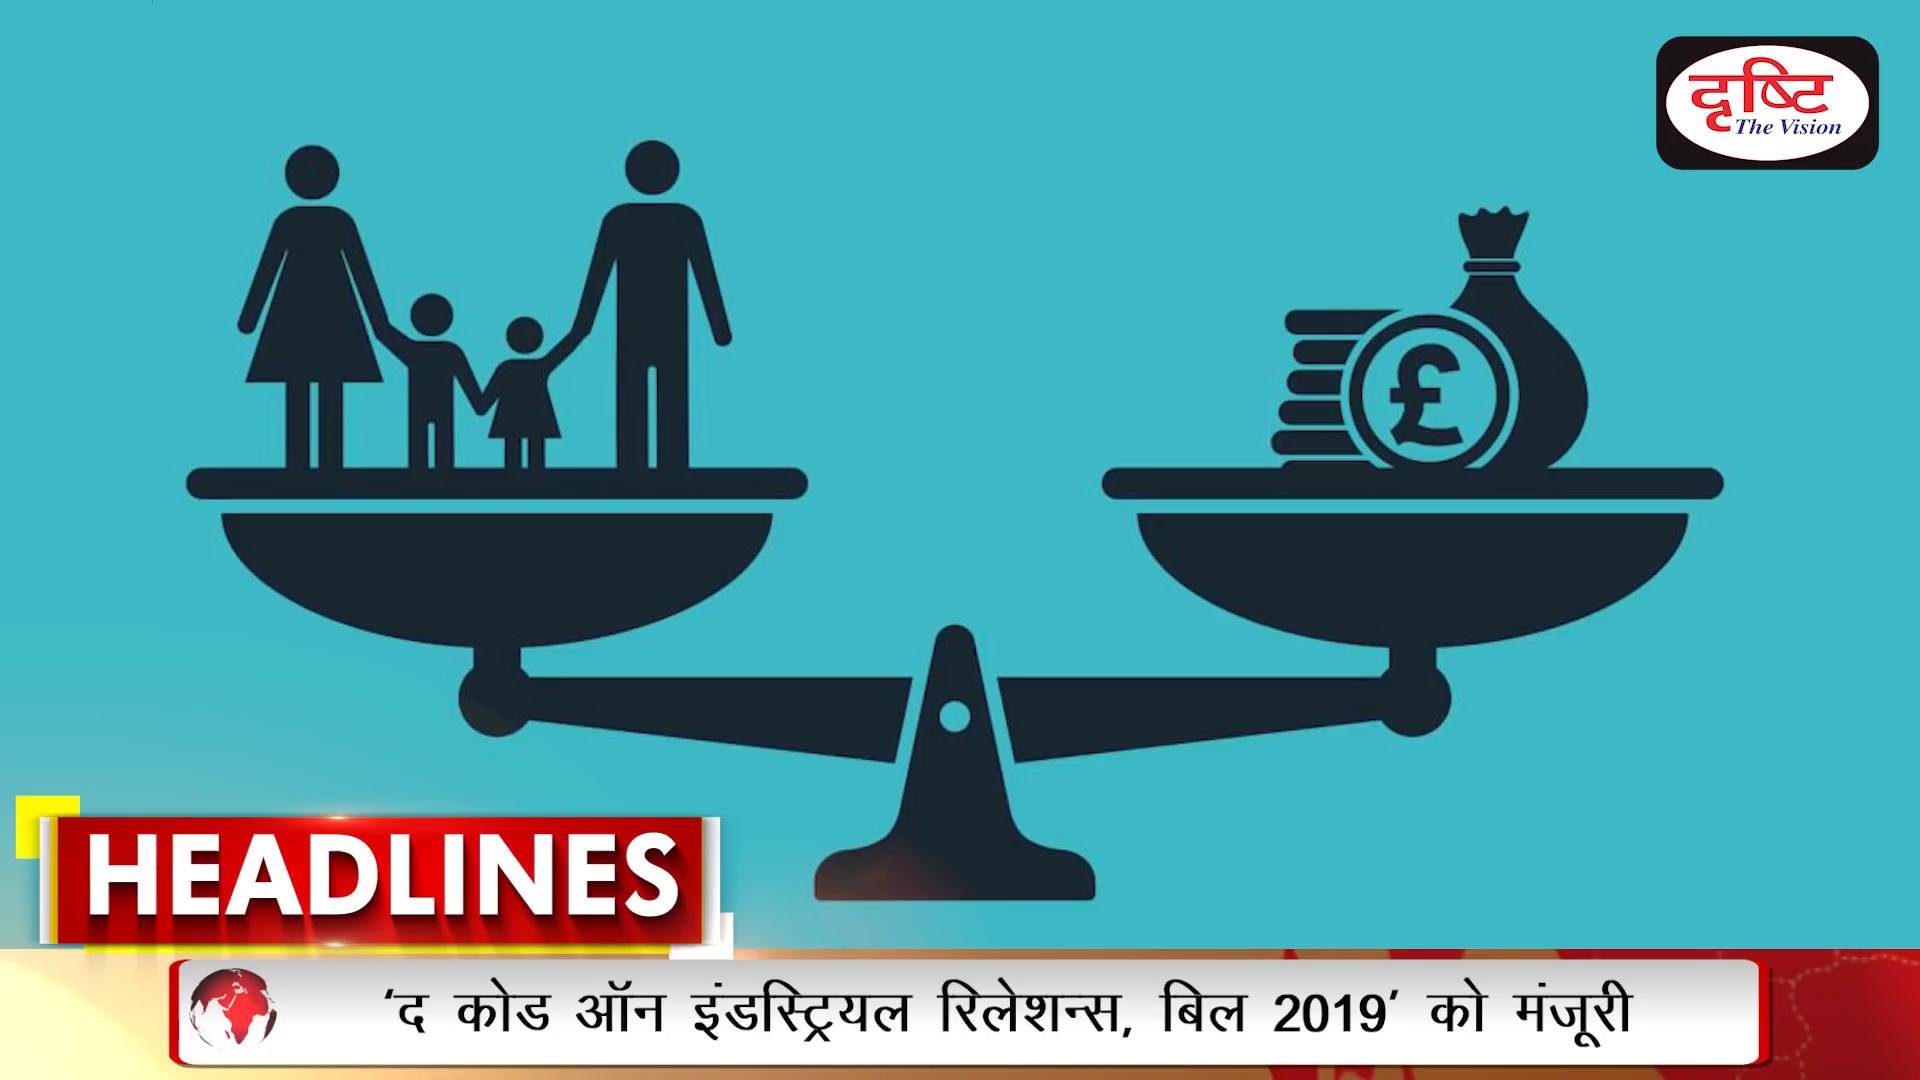 दृष्टि
The Vision
£
HEADLINES
‘द कोड ऑन इंडस्ट्रियल रिलेशन्स, बिल 2019’ को मंजूरी